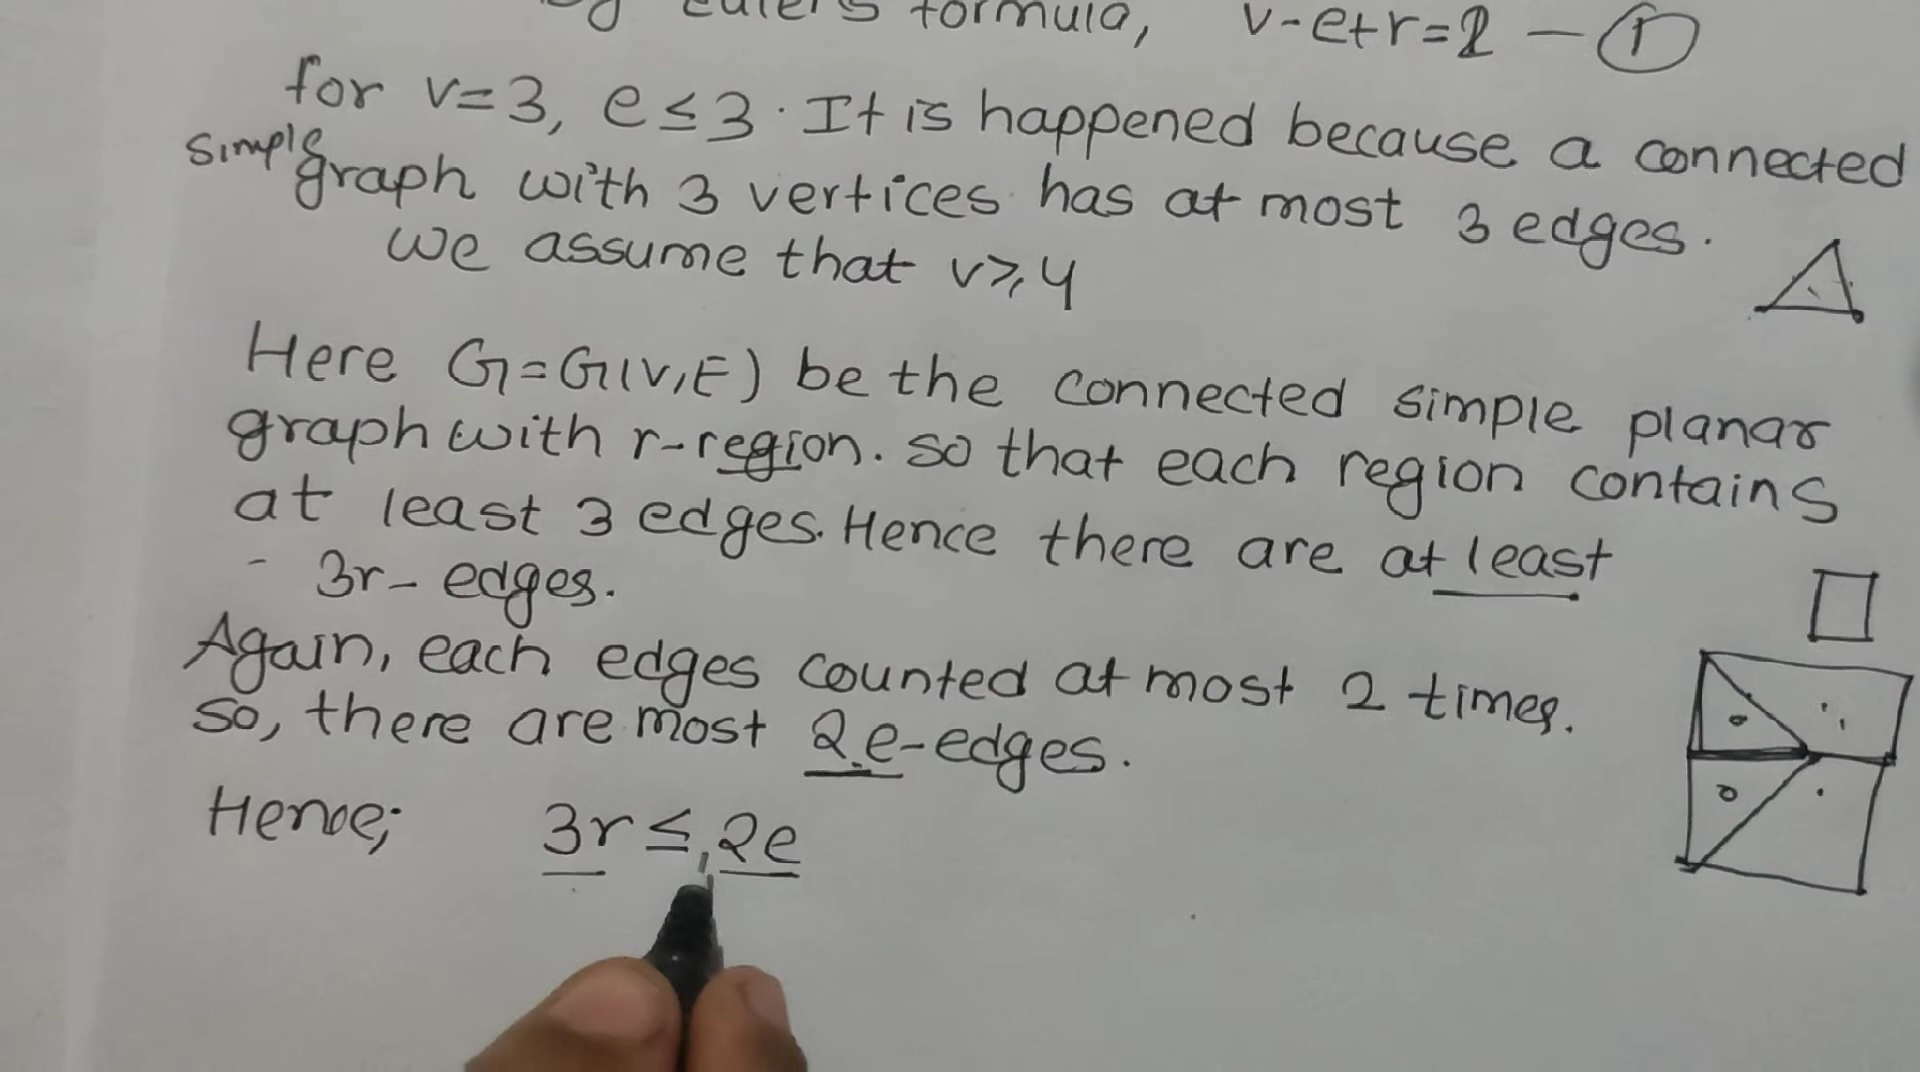 by euler's formula, v-e+r=2 — ①
for v=3, e≤3. It is happened because a connected
simple graph with 3 vertices has at most 3 edges.
we assume that v≥4
Here G=G(V,E) be the connected simple planar
graph with r-region. so that each region contains
at least 3 edges. Hence there are at least
- 3r- edges.
Again, each edges counted at most 2 times.
so, there are most 2e-edges.
Hence; 3r ≤ 2e